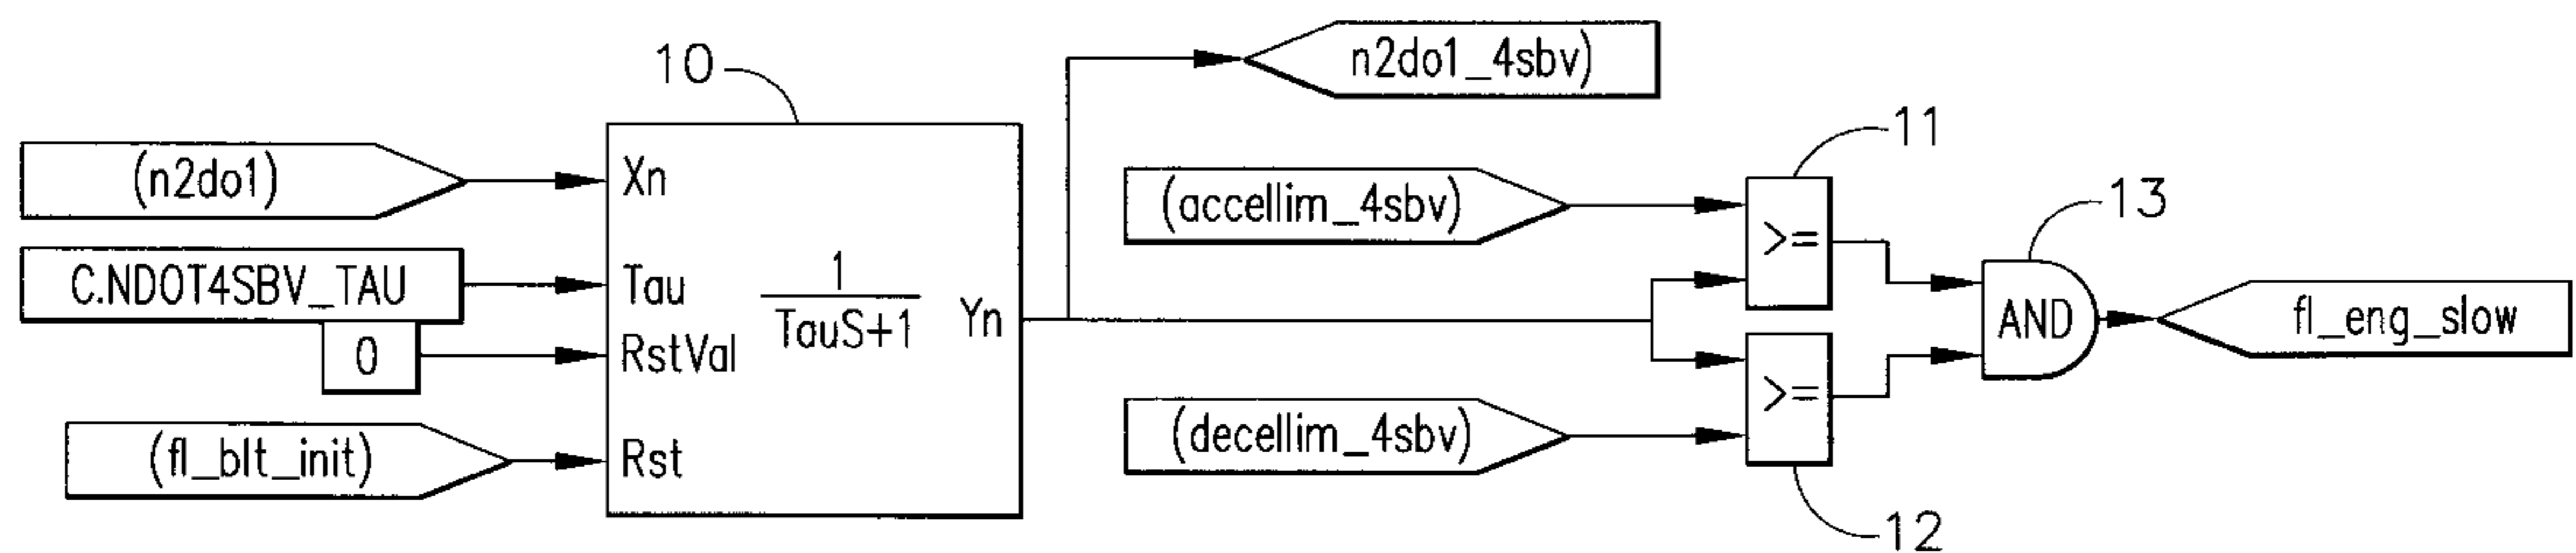 10
n2do1_4sbv)
11
(n2do1)
Xn
(accellim_4sbv)
13
C.NDOT4SBV_TAU
Tau
1
TauS+1
Yn
>=
AND
fl_eng_slow
0
RstVal
>=
(decellim_4sbv)
(fl_blt_init)
Rst
12